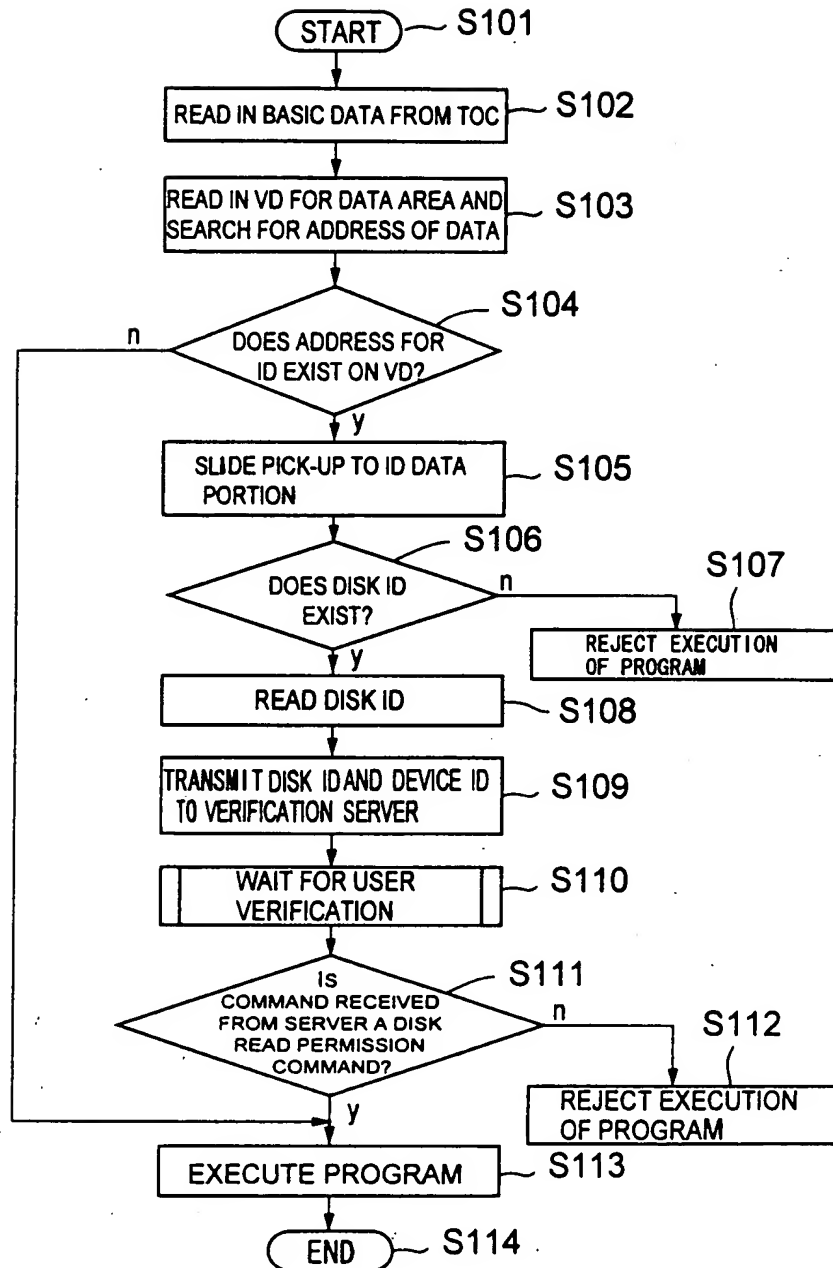 START
S101
READ IN BASIC DATA FROM TOC
S102
READ IN VD FOR DATA AREA AND
SEARCH FOR ADDRESS OF DATA
S103
S104
n
DOES ADDRESS FOR
ID EXIST ON VD?
y
SLIDE PICK-UP TO ID DATA
PORTION
S105
S106
DOES DISK ID
EXIST?
n
S107
REJECT EXECUTION
OF PROGRAM
y
READ DISK ID
S108
TRANSMIT DISK ID AND DEVICE ID
TO VERIFICATION SERVER
S109
WAIT FOR USER
VERIFICATION
S110
S111
IS
COMMAND RECEIVED
FROM SERVER A DISK
READ PERMISSION
COMMAND?
n
S112
REJECT EXECUTION
OF PROGRAM
y
EXECUTE PROGRAM
S113
END
S114